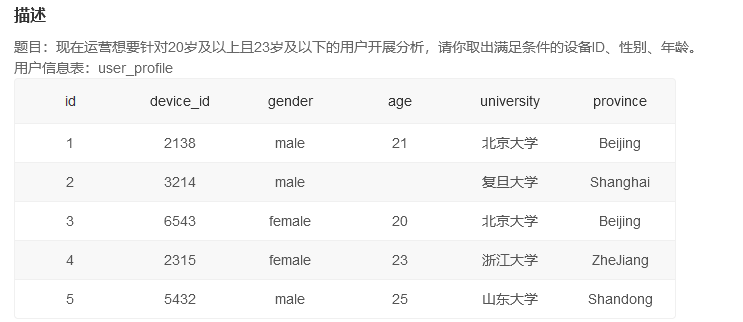 描述
题目：现在运营想要针对20岁及以上且23岁及以下的用户开展分析，请你取出满足条件的设备ID、性别、年龄。
用户信息表：user_profile
id device_id gender age university province
1 2138 male 21 北京大学 Beijing
2 3214 male 复旦大学 Shanghai
3 6543 female 20 北京大学 Beijing
4 2315 female 23 浙江大学 ZheJiang
5 5432 male 25 山东大学 Shandong